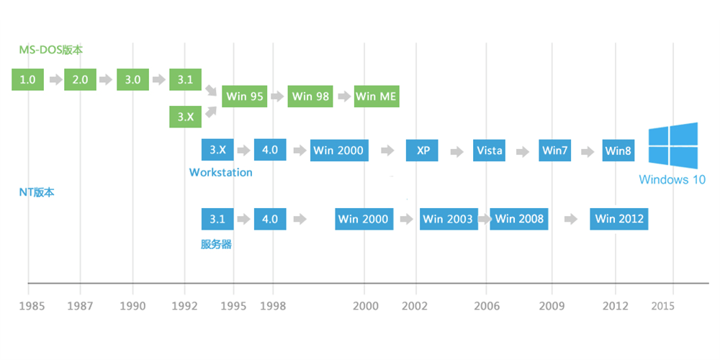 MS-DOS版本
1.0 2.0 3.0 3.1
Win 95 Win 98 Win ME
3.X
3.X 4.0 Win 2000 XP Vista Win7 Win8
Workstation
Windows 10
NT版本
3.1 4.0 Win 2000 Win 2003 Win 2008 Win 2012
服务器
1985 1987 1990 1992 1995 1998 2000 2002 2006 2009 2012 2015